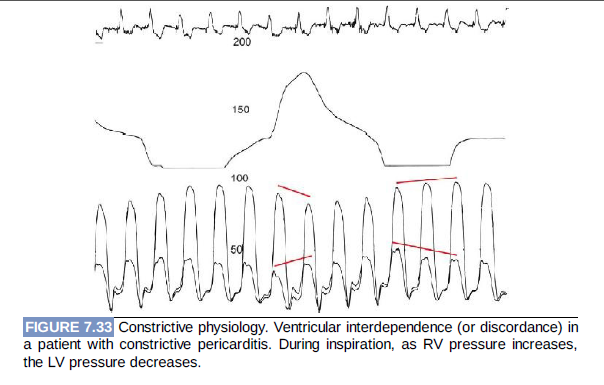 200
150
100
50
FIGURE 7.33 Constrictive physiology. Ventricular interdependence (or discordance) in
a patient with constrictive pericarditis. During inspiration, as RV pressure increases,
the LV pressure decreases.